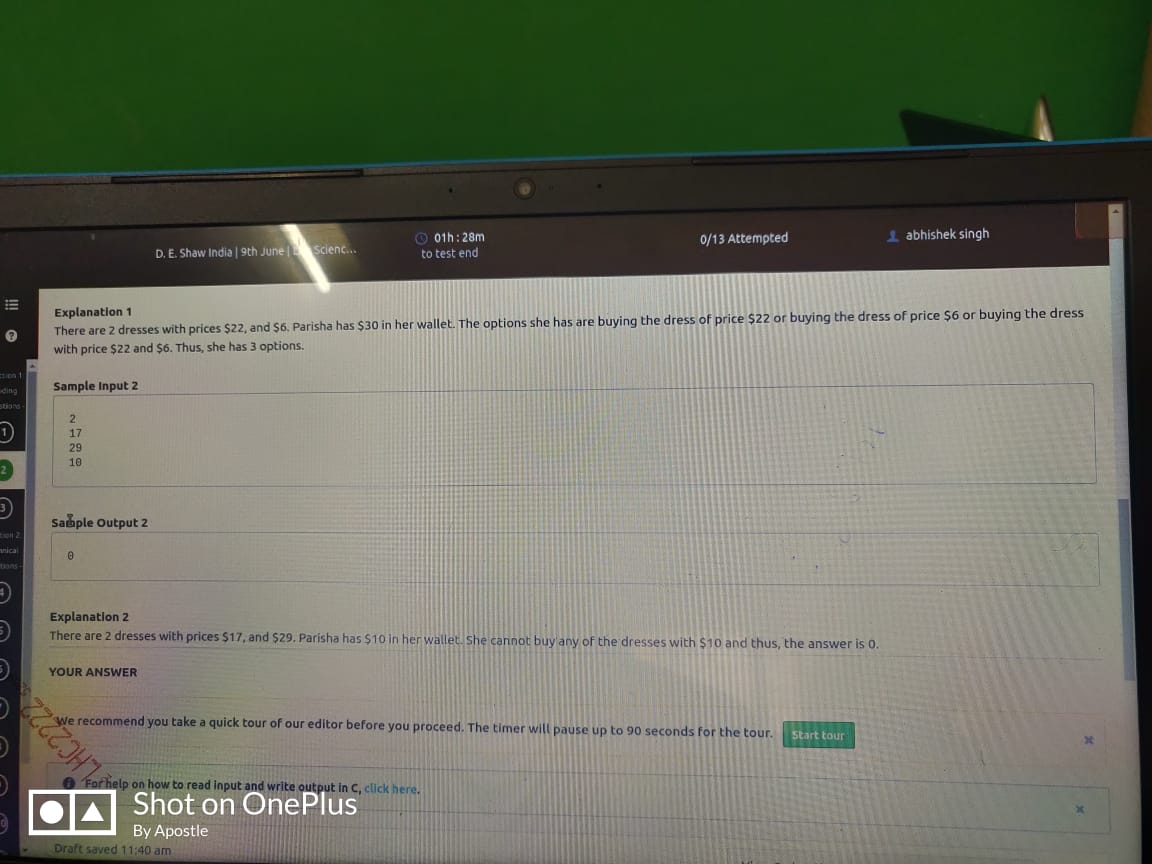 D. E. Shaw India | 9th June | Scienc...
01h : 28m
to test end
0/13 Attempted
abhishek singh
Explanation 1
There are 2 dresses with prices $22, and $6. Parisha has $30 in her wallet. The options she has are buying the dress of price $22 or buying the dress of price $6 or buying the dress
with price $22 and $6. Thus, she has 3 options.
Sample Input 2
2
17
29
10
Sample Output 2
0
Explanation 2
There are 2 dresses with prices $17, and $29. Parisha has $10 in her wallet. She cannot buy any of the dresses with $10 and thus, the answer is 0.
YOUR ANSWER
We recommend you take a quick tour of our editor before you proceed. The timer will pause up to 90 seconds for the tour.
Start tour
For help on how to read input and write output in C, click here.
Shot on OnePlus
By Apostle
Draft saved 11:40 am
1
2
3